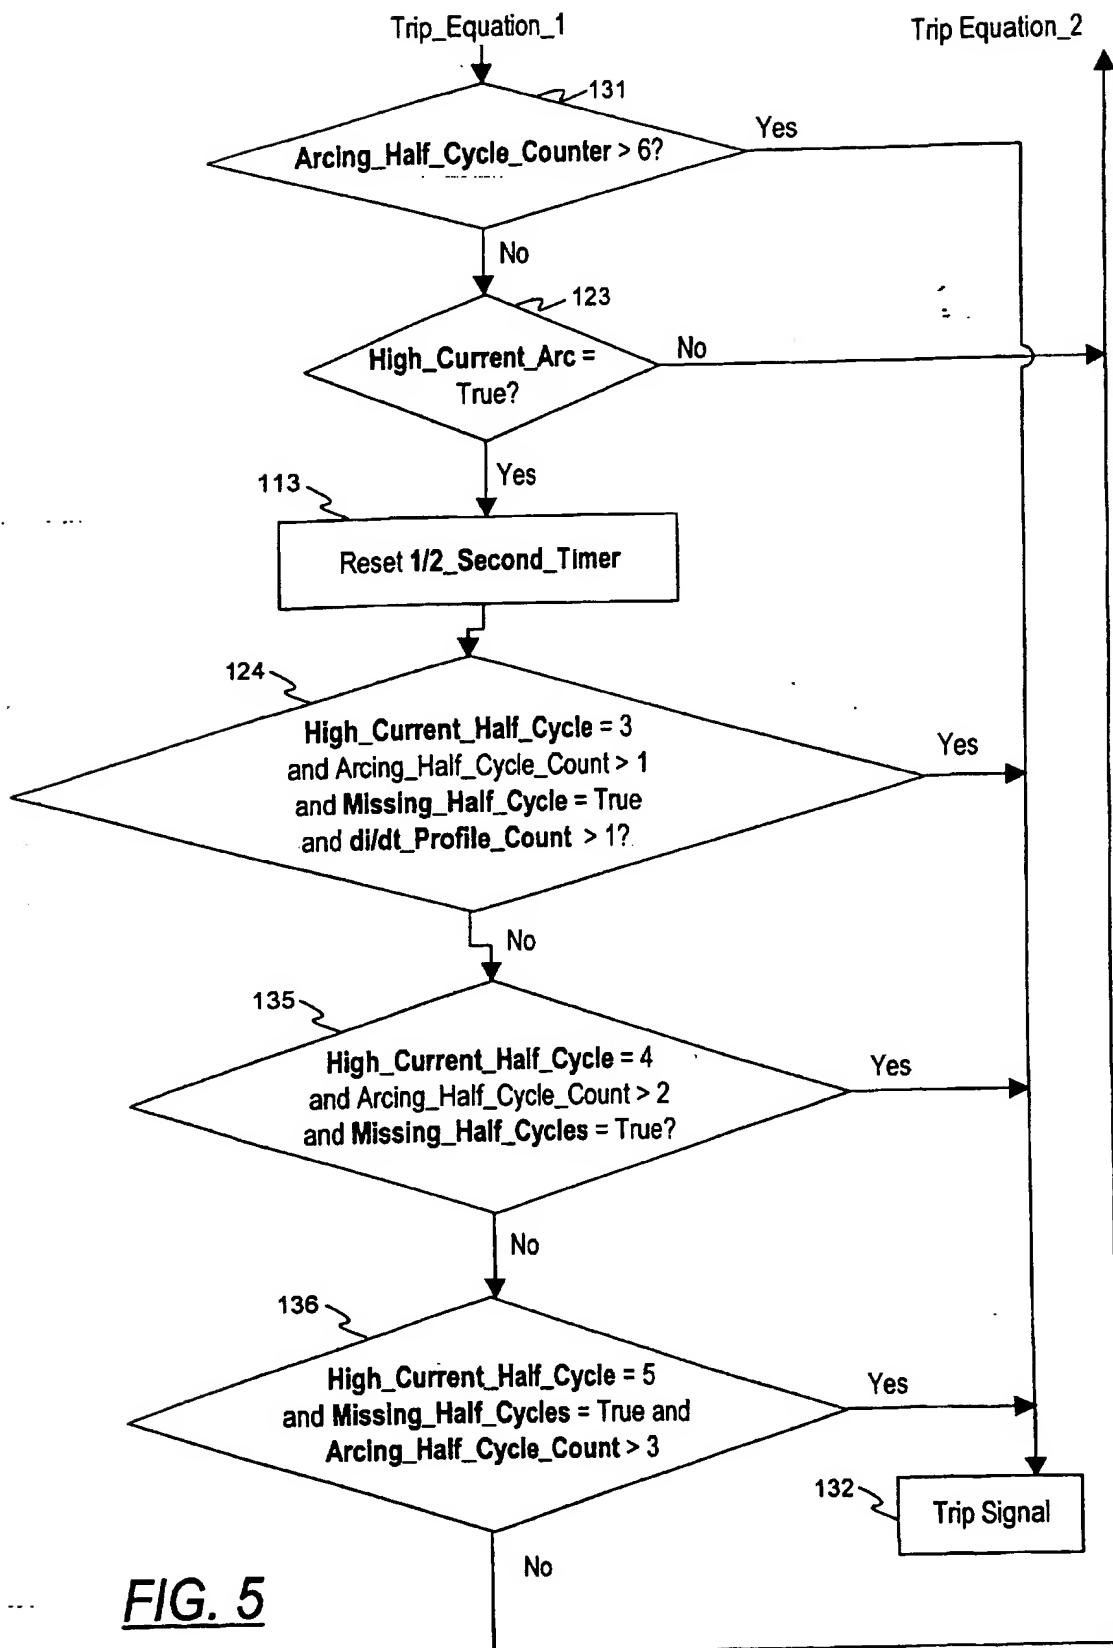 Trip_Equation_1
Trip Equation_2
131
Arcing_Half_Cycle_Counter > 6?
Yes
No
123
High_Current_Arc =
True?
No
Yes
113
Reset 1/2_Second_Timer
124
High_Current_Half_Cycle = 3
and Arcing_Half_Cycle_Count > 1
and Missing_Half_Cycle = True
and di/dt_Profile_Count > 1?
Yes
No
135
High_Current_Half_Cycle = 4
and Arcing_Half_Cycle_Count > 2
and Missing_Half_Cycles = True?
Yes
No
136
High_Current_Half_Cycle = 5
and Missing_Half_Cycles = True and
Arcing_Half_Cycle_Count > 3
Yes
132
Trip Signal
No
FIG. 5